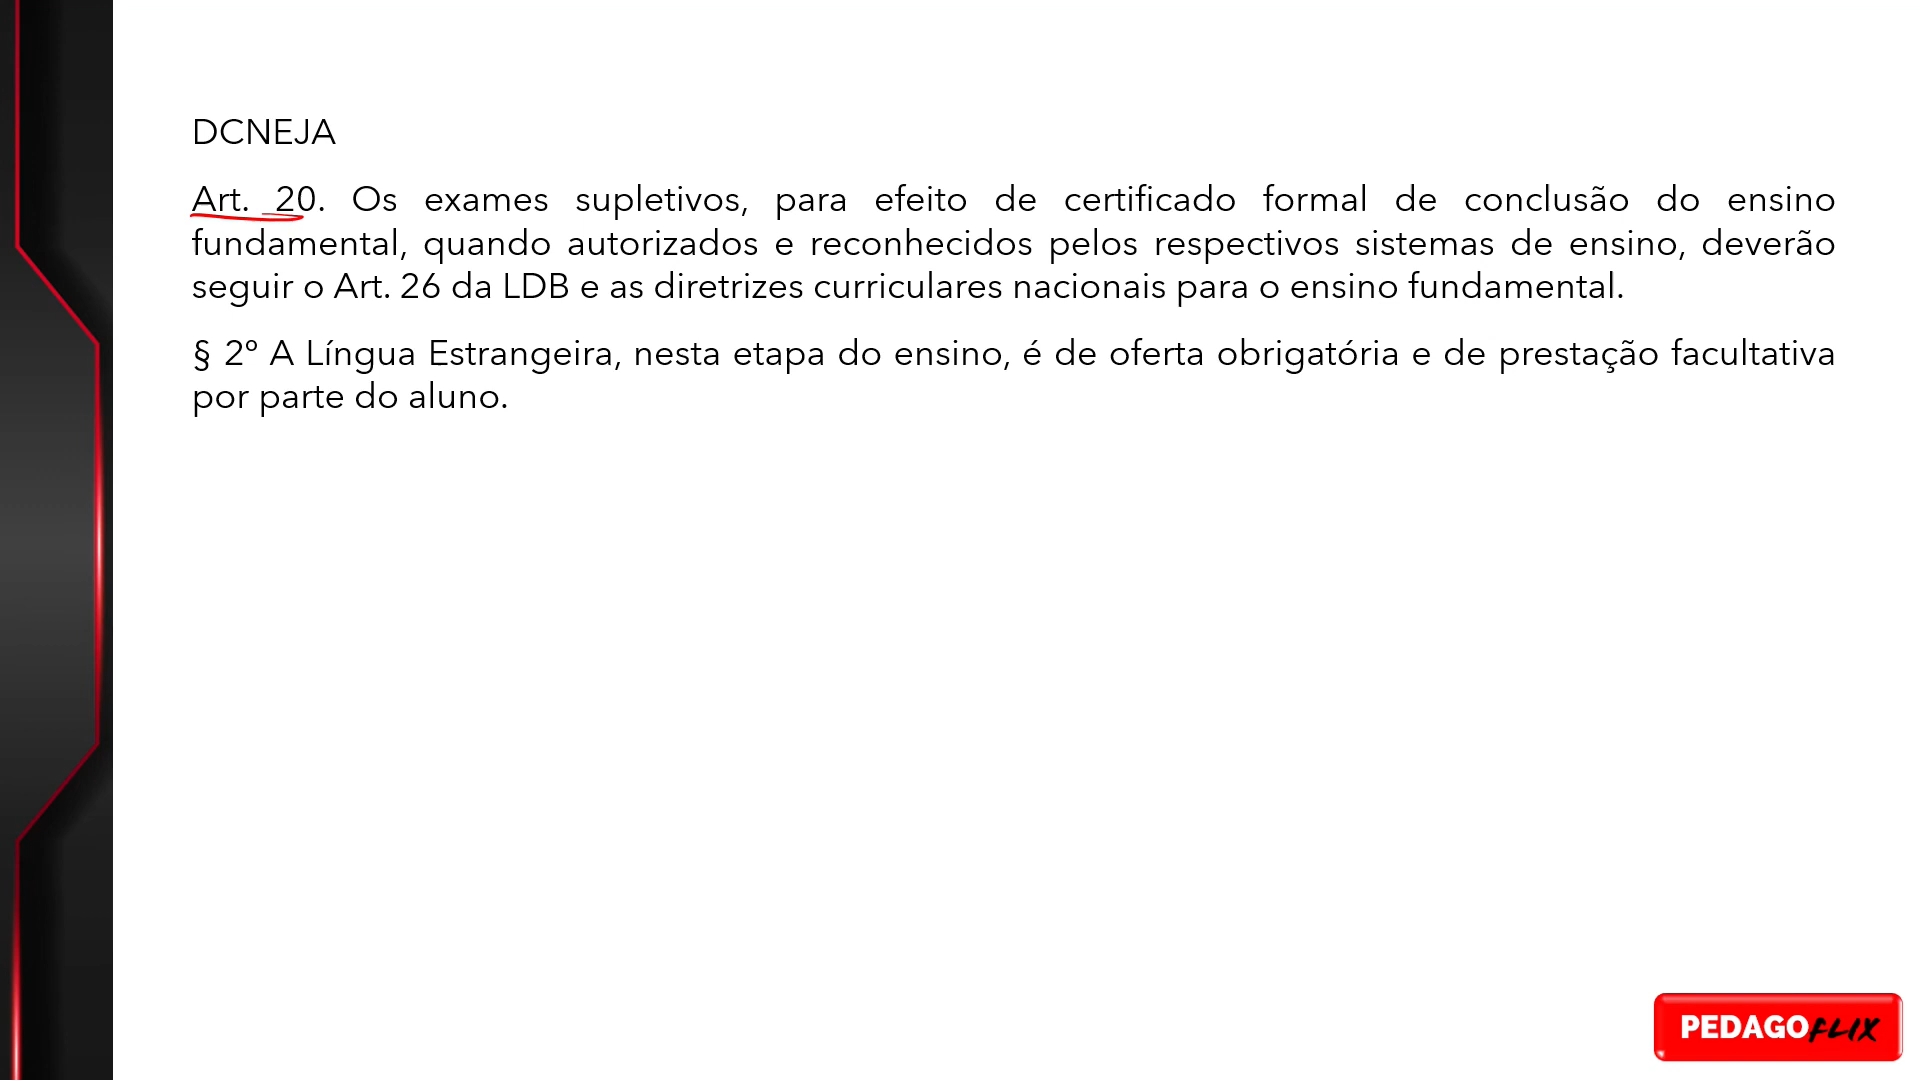 DCNEJA
Art. 20. Os exames supletivos, para efeito de certificado formal de conclusão do ensino
fundamental, quando autorizados e reconhecidos pelos respectivos sistemas de ensino, deverão
seguir o Art. 26 da LDB e as diretrizes curriculares nacionais para o ensino fundamental.
§ 2º A Língua Estrangeira, nesta etapa do ensino, é de oferta obrigatória e de prestação facultativa
por parte do aluno.
PEDAGOFLIX